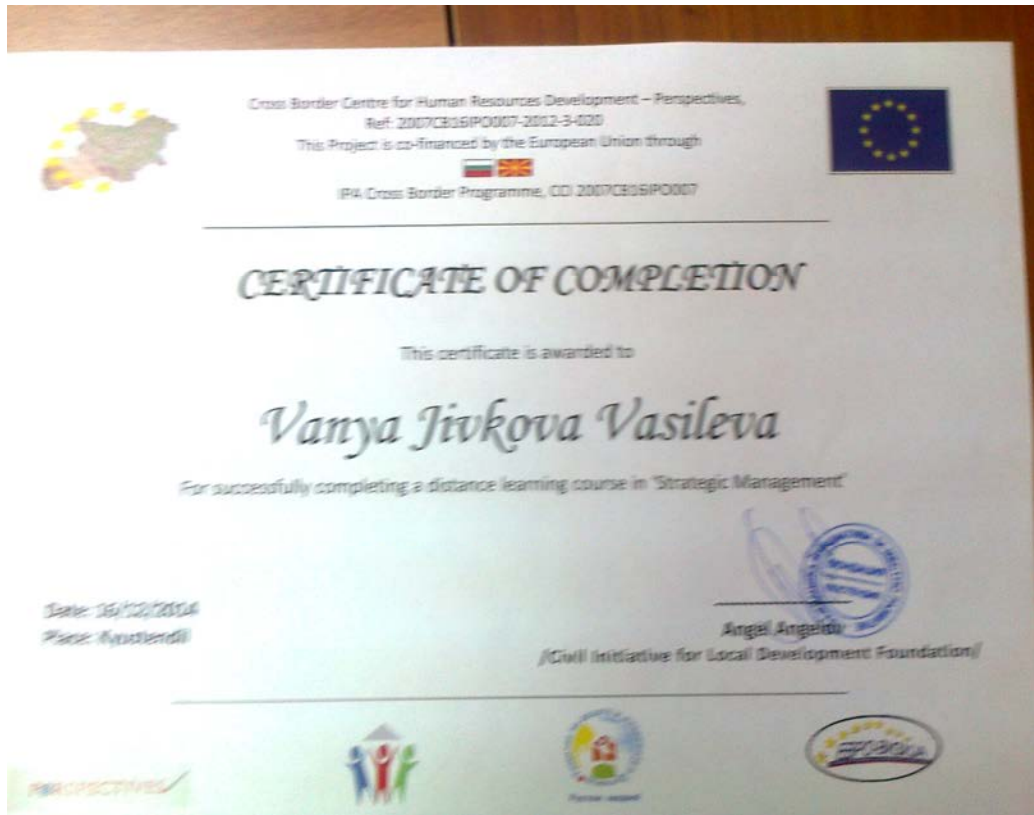 Cross Border Centre for Human Resources Development – Perspectives,
Ref: 2007CB16IPO007-2012-3-020
This Project is co-financed by the European Union through
IPA Cross Border Programme, CCI 2007CB16IPO007
CERTIFICATE OF COMPLETION
This certificate is awarded to
Vanya Jivkova Vasileva
For successfully completing a distance learning course in 'Strategic Management'
Date: 16/12/2014
Place: Kyustendil
Angel Angelov
/Civil Initiative for Local Development Foundation/
PERSPECTIVES